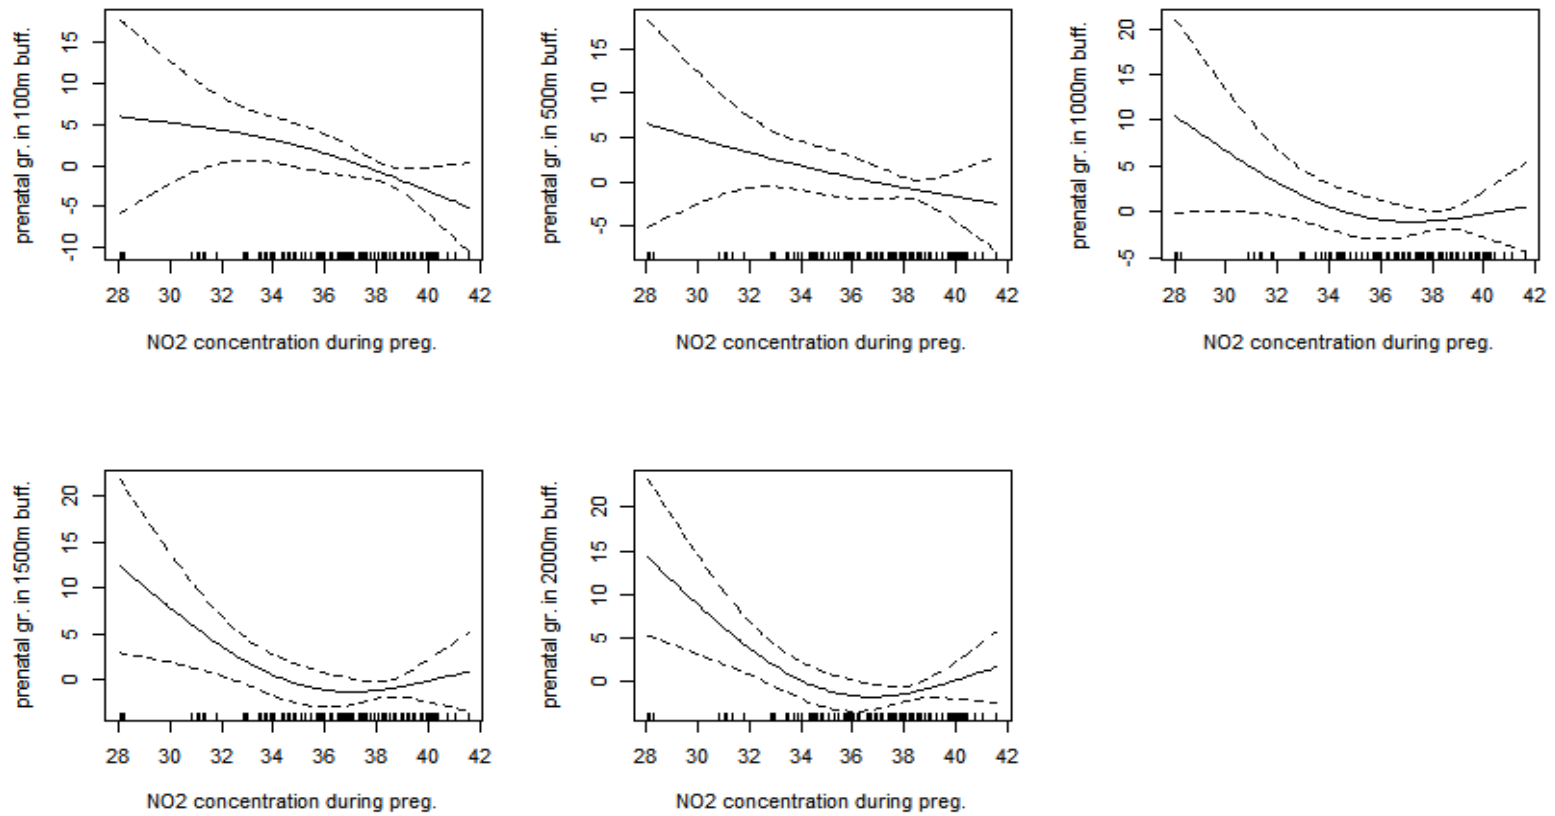 prenatal gr. in 100m buff.
15
10
5
0
-5
-10
28 30 32 34 36 38 40 42
NO2 concentration during preg.
prenatal gr. in 500m buff.
15
10
5
0
-5
28 30 32 34 36 38 40 42
NO2 concentration during preg.
prenatal gr. in 1000m buff.
20
15
10
5
0
-5
28 30 32 34 36 38 40 42
NO2 concentration during preg.
prenatal gr. in 1500m buff.
20
15
10
5
0
28 30 32 34 36 38 40 42
NO2 concentration during preg.
prenatal gr. in 2000m buff.
20
15
10
5
0
28 30 32 34 36 38 40 42
NO2 concentration during preg.